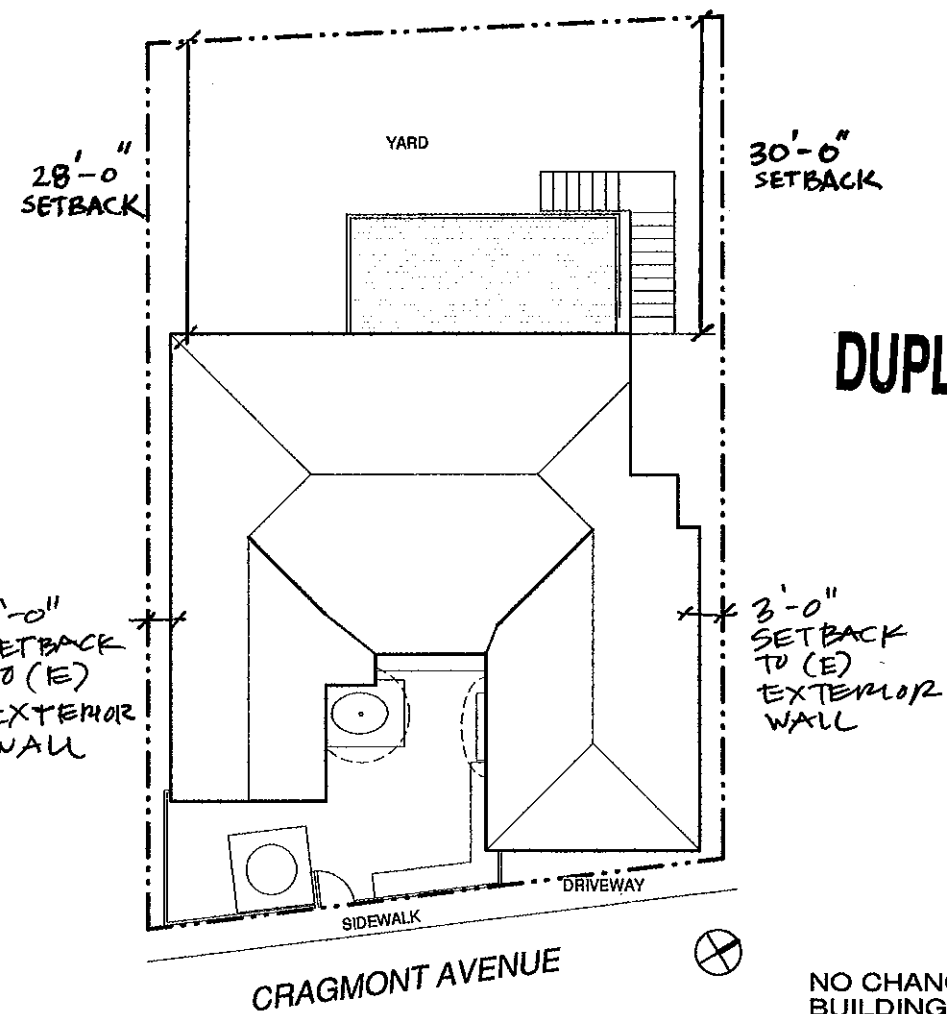 YARD
28'-0"
SETBACK
30'-0"
SETBACK
DUPL
'-0"
SETBACK
TO (E)
EXTERIOR
WALL
3'-0"
SETBACK
TO (E)
EXTERIOR
WALL
DRIVEWAY
SIDEWALK
CRAGMONT AVENUE
NO CHANG
BUILDING